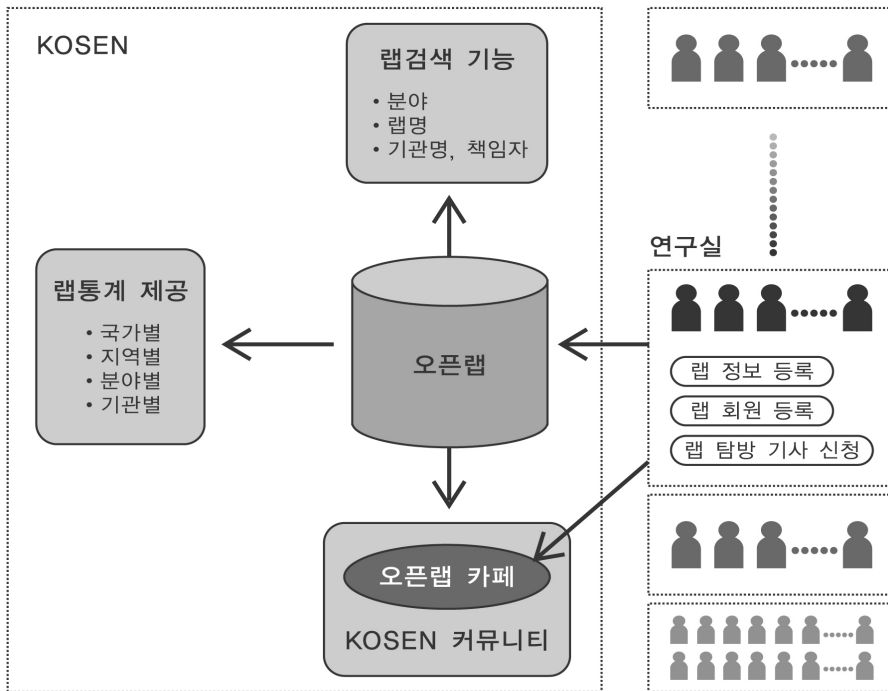 KOSEN
랩검색 기능
• 분야
• 랩명
• 기관명, 책임자
랩통계 제공
• 국가별
• 지역별
• 분야별
• 기관별
오픈랩
오픈랩 카페
KOSEN 커뮤니티
연구실
랩 정보 등록
랩 회원 등록
랩 탐방 기사 신청